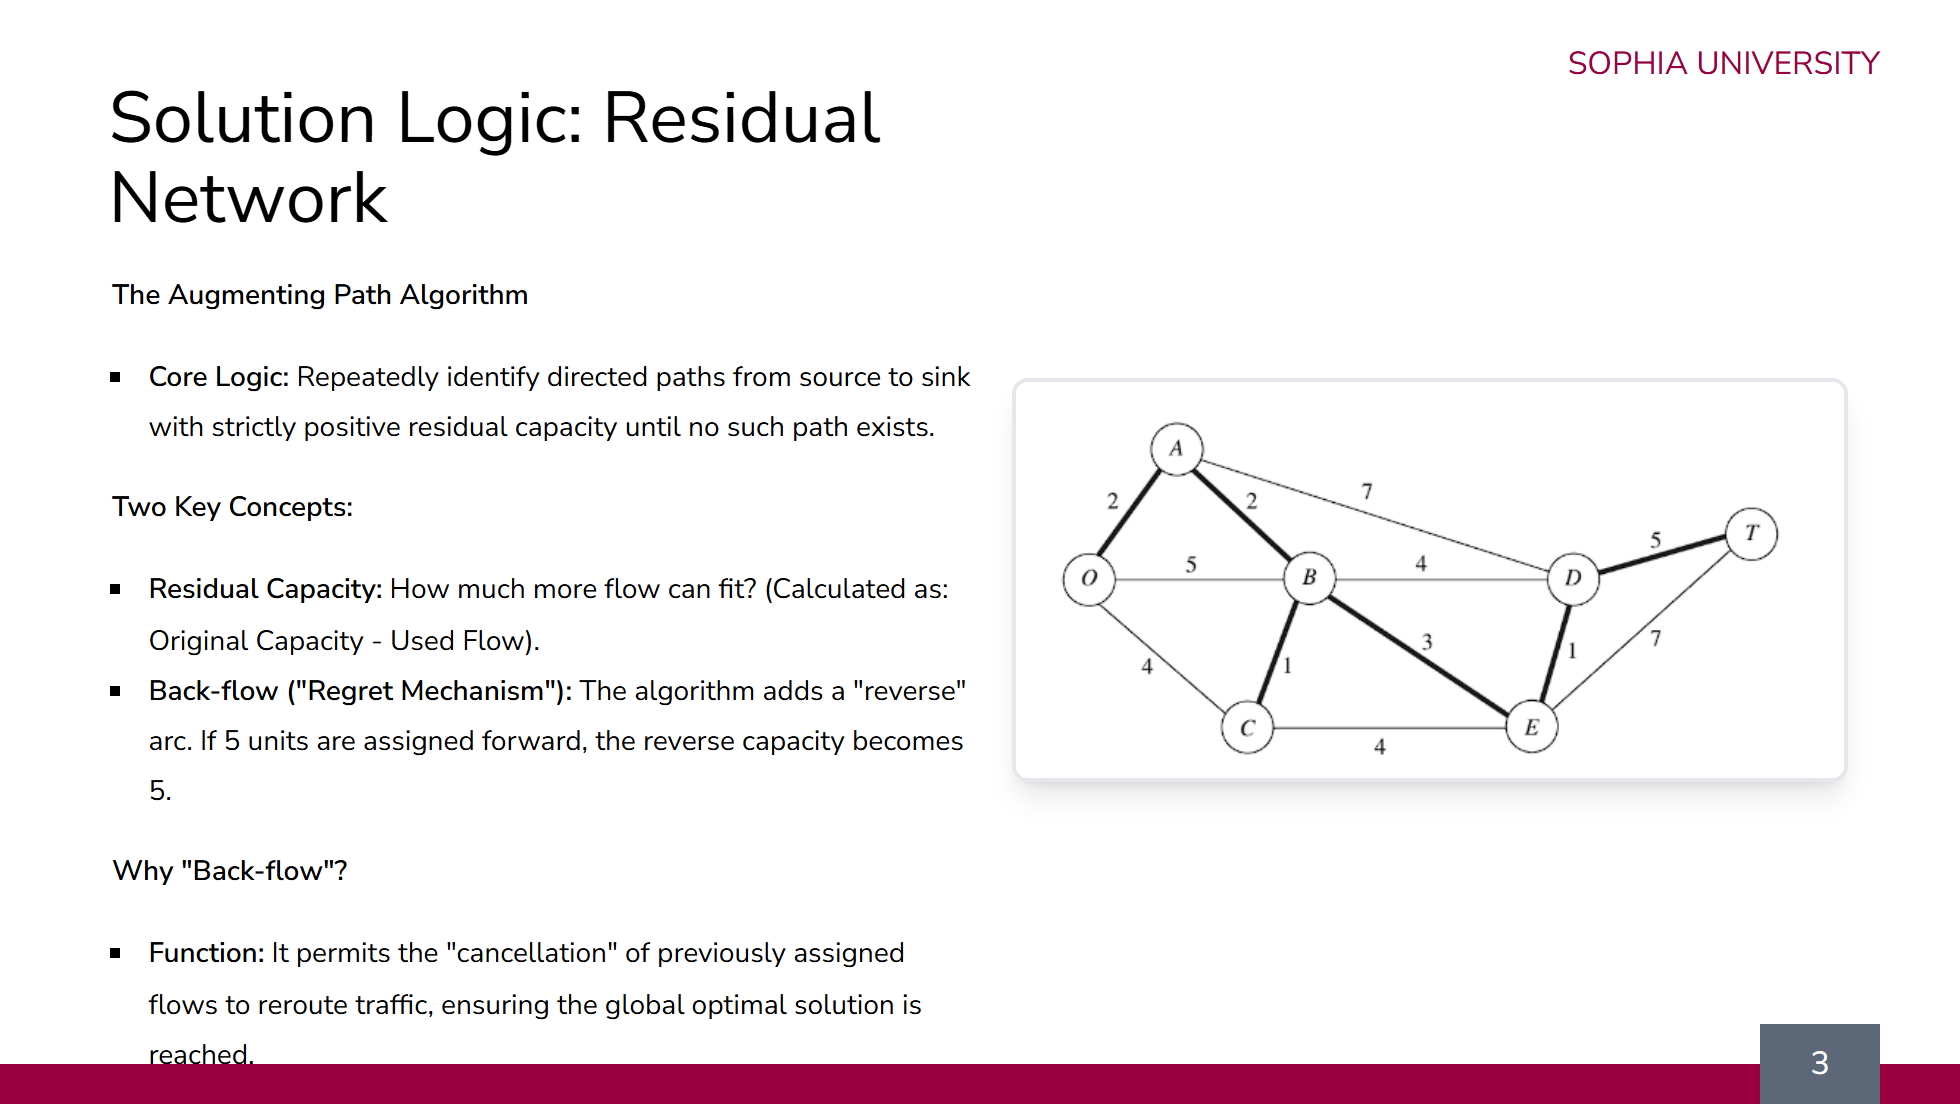 SOPHIA UNIVERSITY
Solution Logic: Residual
Network
The Augmenting Path Algorithm
Core Logic: Repeatedly identify directed paths from source to sink
with strictly positive residual capacity until no such path exists.
Two Key Concepts:
Residual Capacity: How much more flow can fit? (Calculated as:
Original Capacity - Used Flow).
Back-flow ("Regret Mechanism"): The algorithm adds a "reverse"
arc. If 5 units are assigned forward, the reverse capacity becomes
5.
Why "Back-flow"?
Function: It permits the "cancellation" of previously assigned
flows to reroute traffic, ensuring the global optimal solution is
reached.
A
2 2 7
T
5
O 5 B 4 D
4 1 3 1 7
C E
4
3